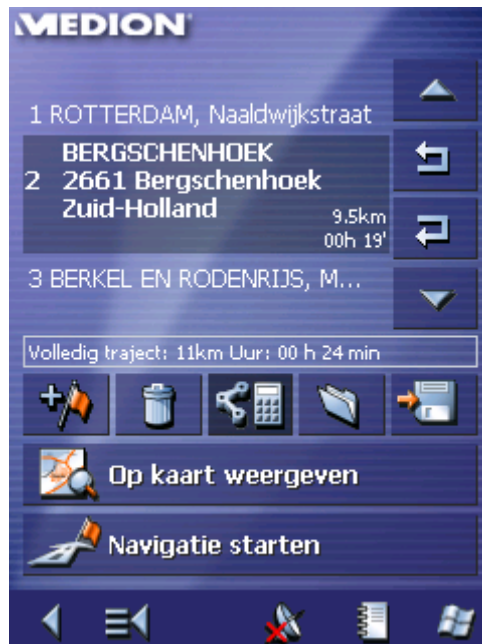 MEDION
1 ROTTERDAM, Naaldwijkstraat
BERGSCHENHOEK
2 2661 Bergschenhoek
Zuid-Holland
9.5km
00h 19'
3 BERKEL EN RODENRIJS, M...
Volledig traject: 11km Uur: 00 h 24 min
Op kaart weergeven
Navigatie starten